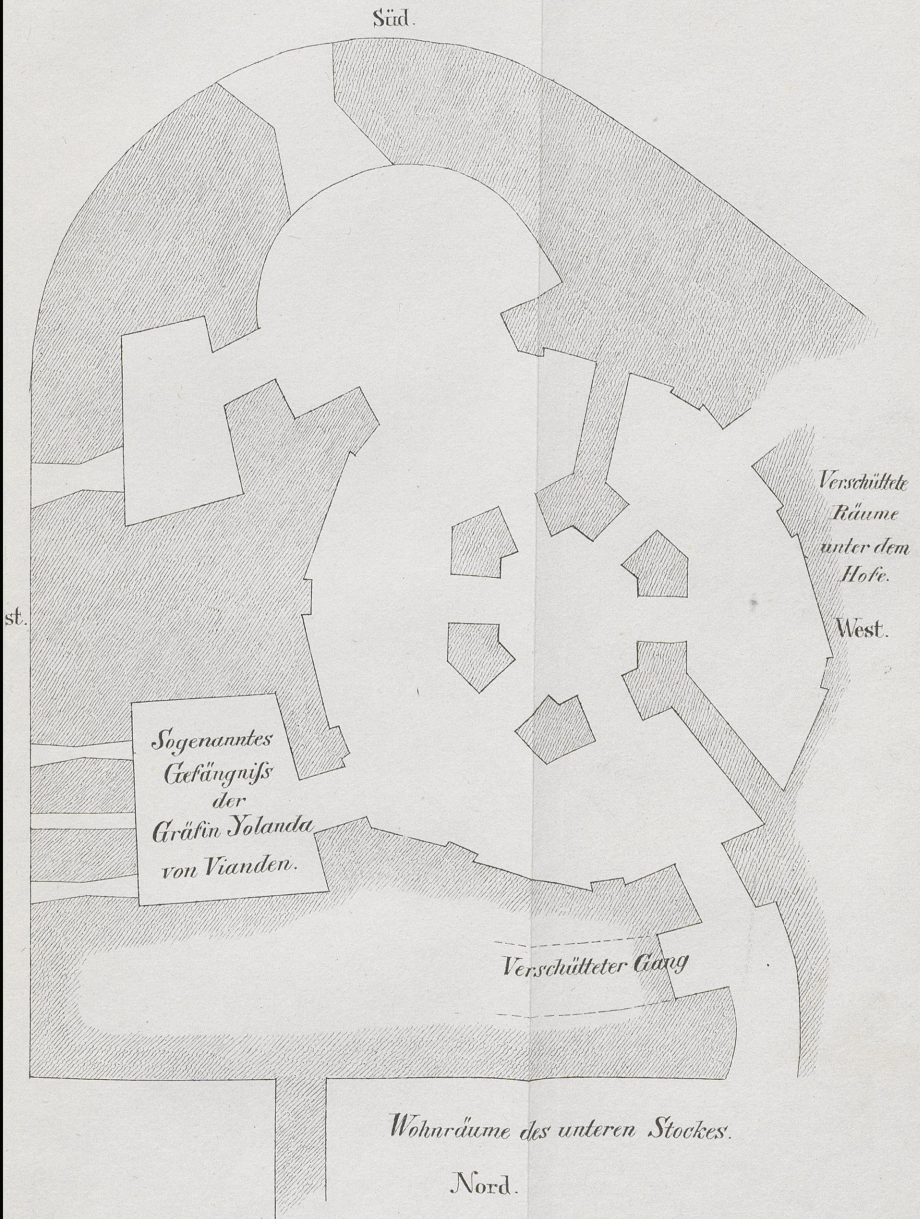 Süd.
Verschüttete
Räume
unter dem
Hofe.
st.
West.
Sogenanntes
Gefängniſs
der
Gräfin Yolanda
von Vianden.
Verschütteter Gang
Wohnräume des unteren Stockes.
Nord.